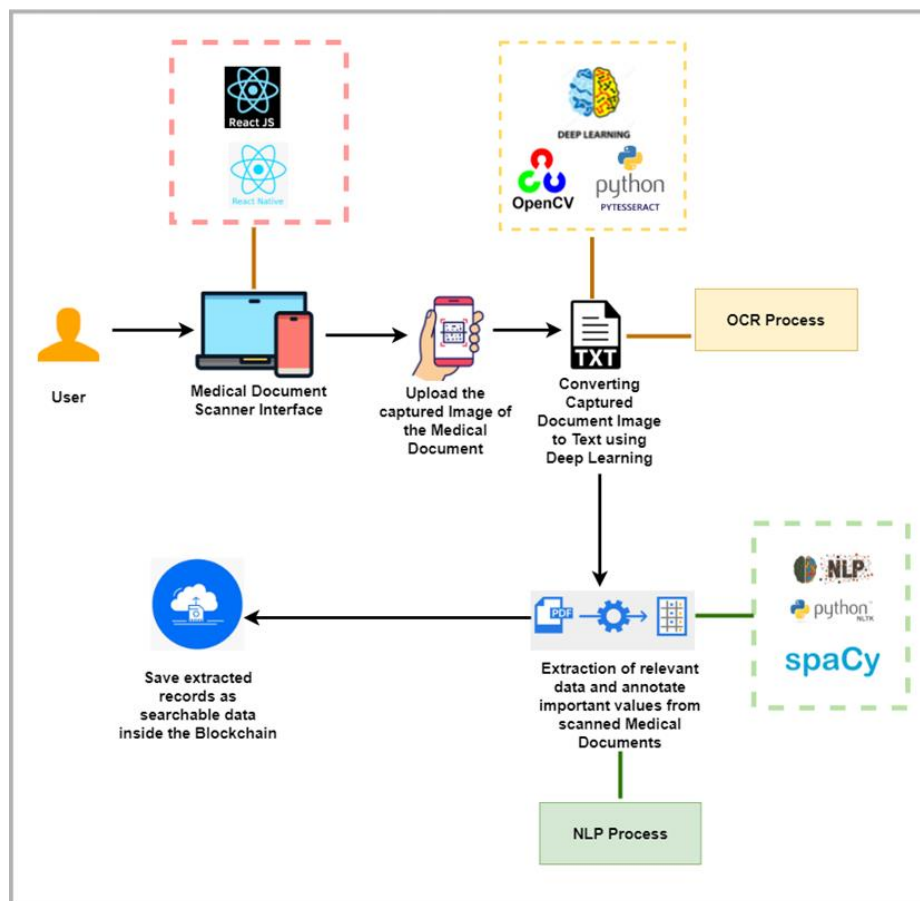 React JS
React Native
DEEP LEARNING
OpenCV
python
PYTESSERACT
OCR Process
User
Medical Document
Scanner Interface
Upload the
captured Image of
the Medical
Document
TXT
Converting
Captured
Document Image
to Text using
Deep Learning
NLP
python
NLTK
spaCy
PDF
Extraction of relevant
data and annotate
important values from
scanned Medical
Documents
Save extracted
records as
searchable data
inside the Blockchain
NLP Process